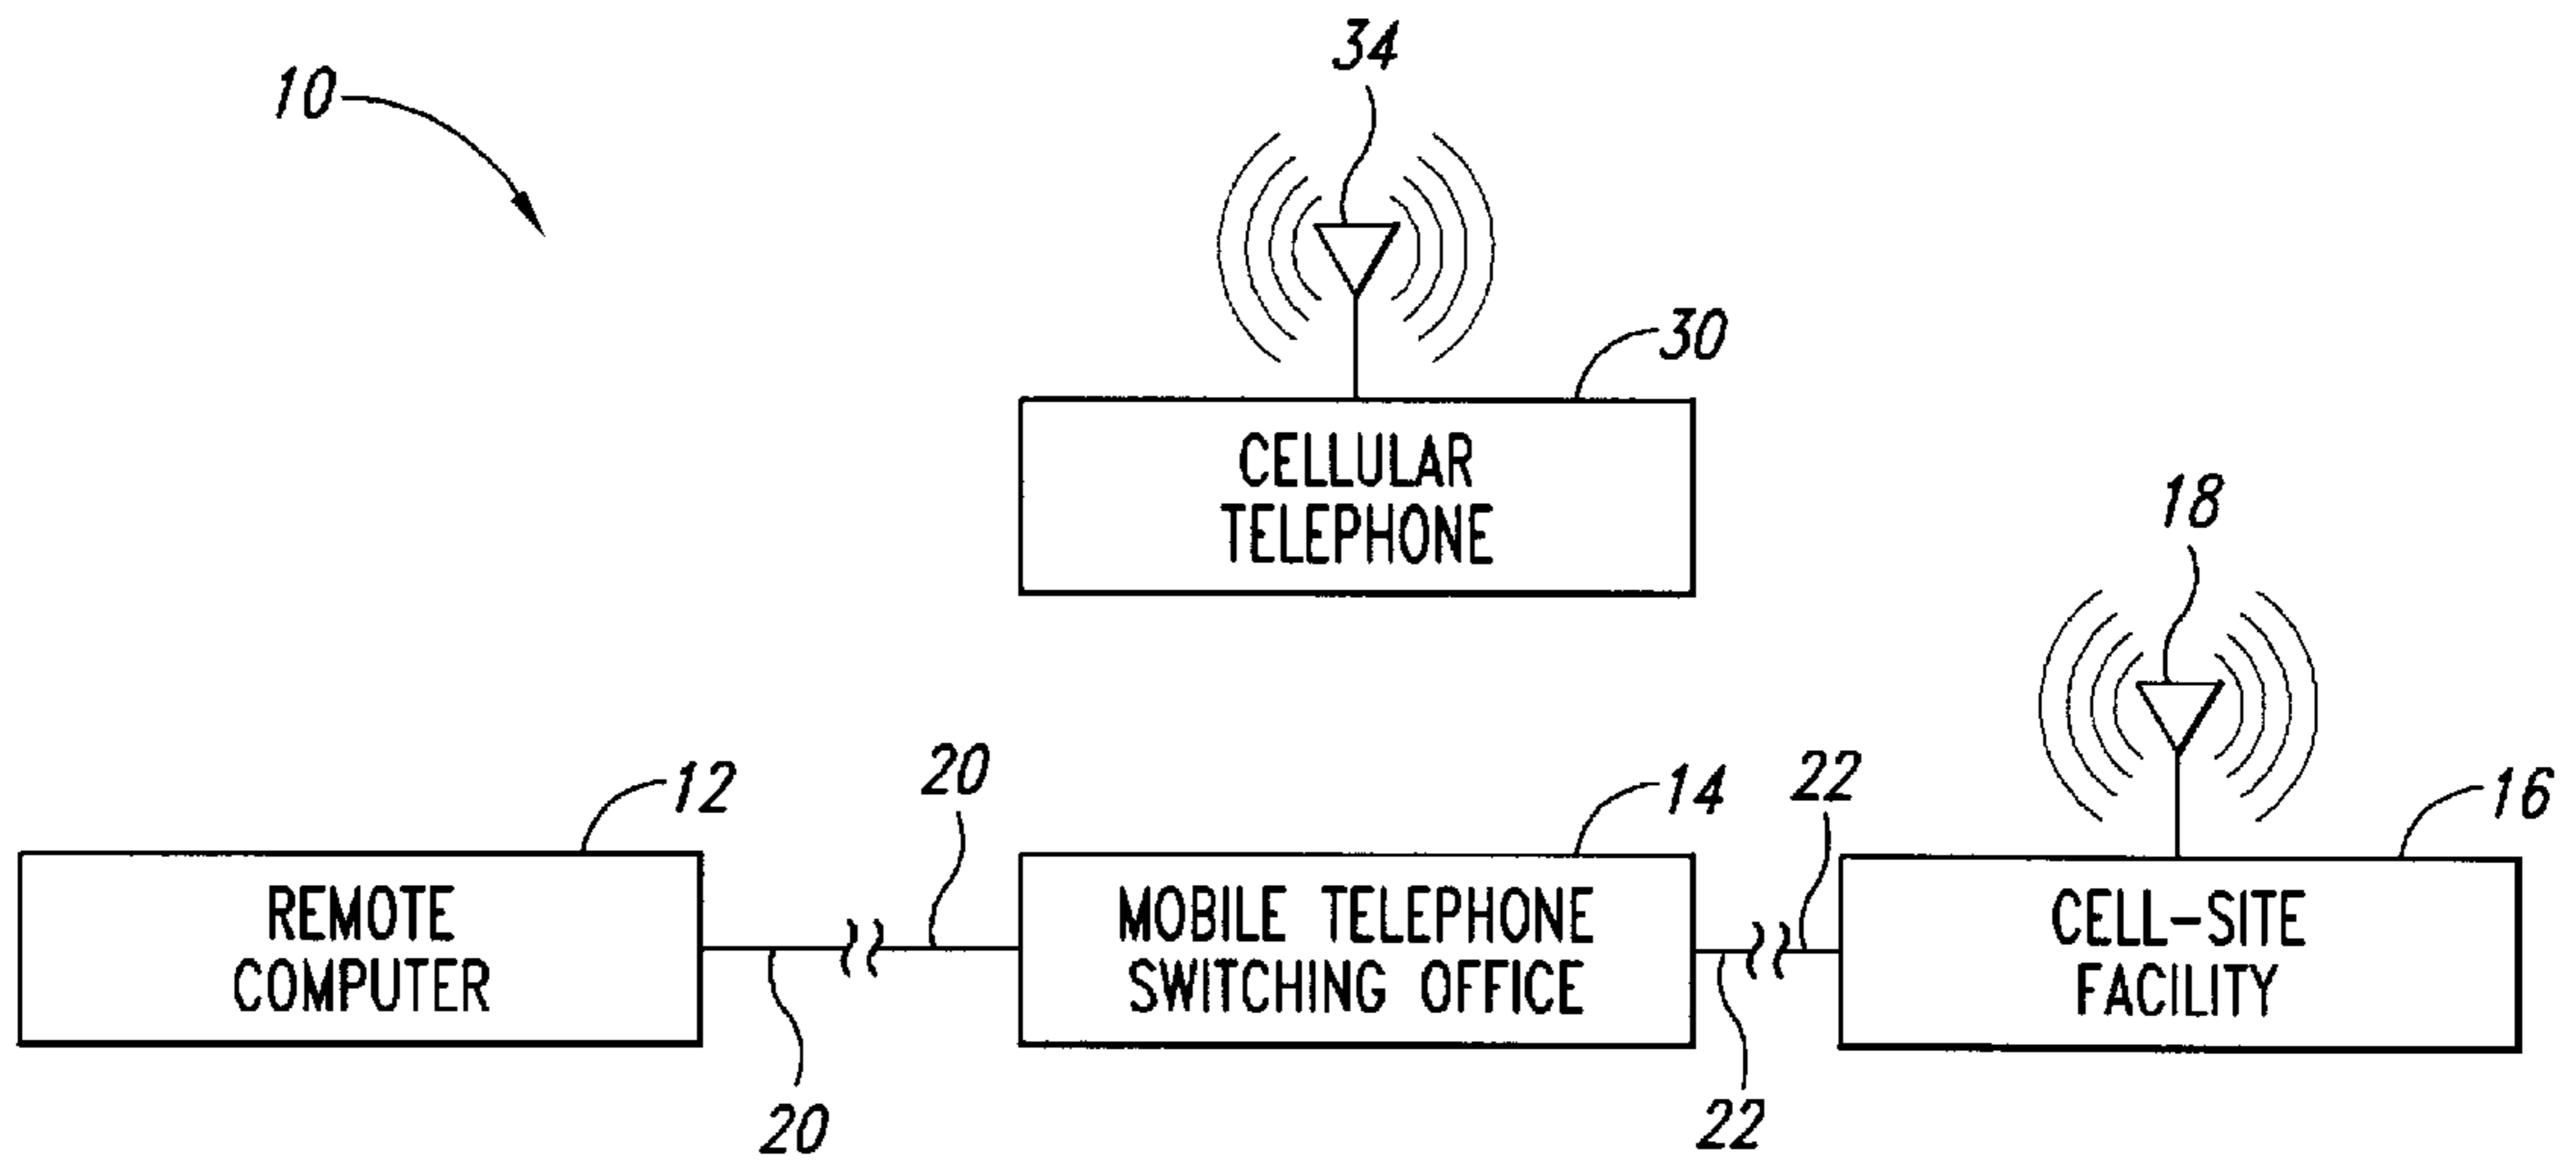 34
10
30
CELLULAR
TELEPHONE
18
12
20
14
22
16
REMOTE
COMPUTER
MOBILE TELEPHONE
SWITCHING OFFICE
CELL-SITE
FACILITY
20
22